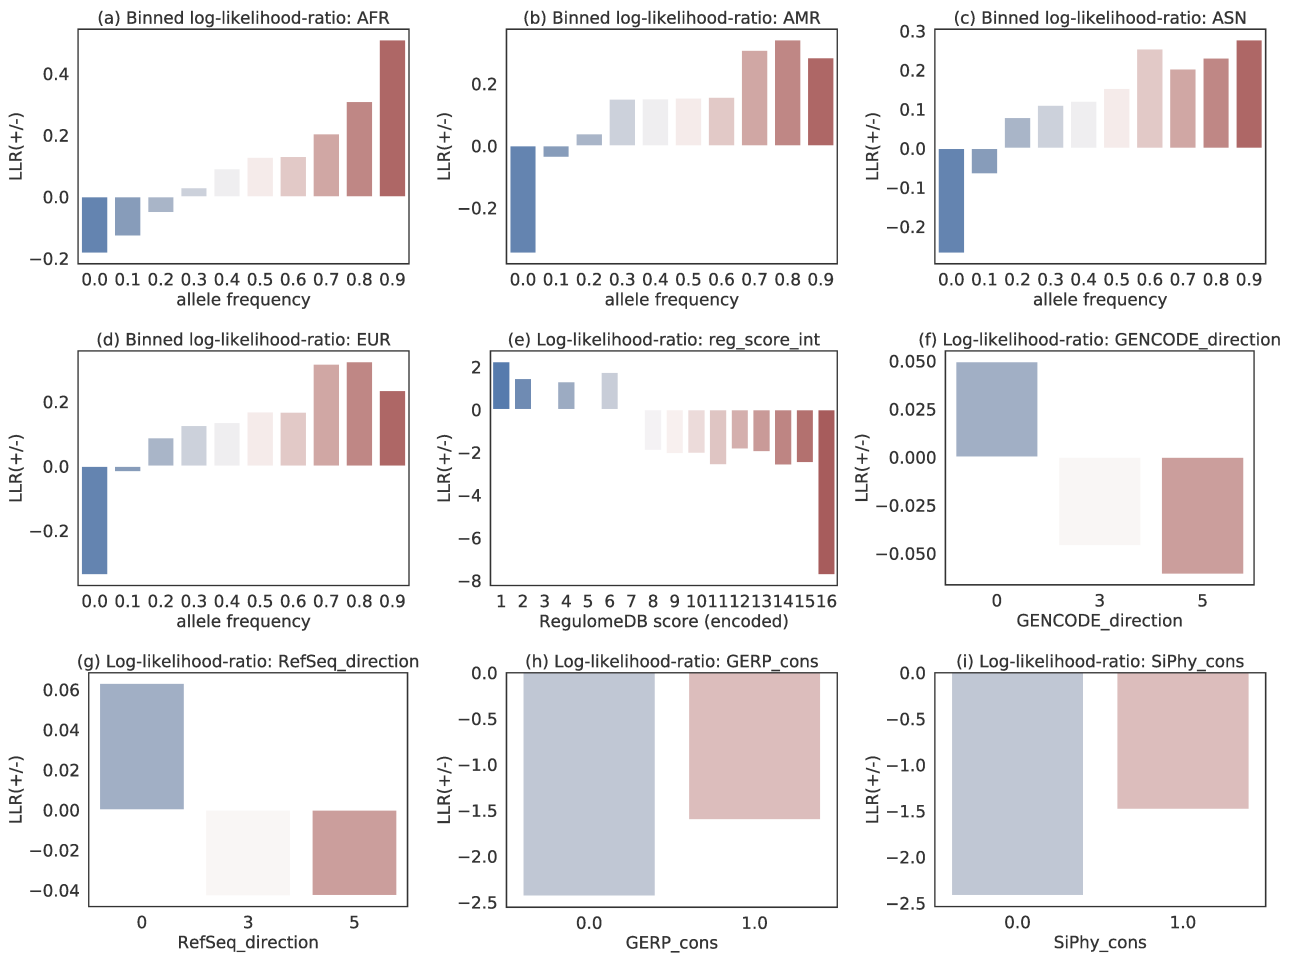 (a) Binned log-likelihood-ratio: AFR
LLR(+/-)
0.4
0.2
0.0
−0.2
0.0 0.1 0.2 0.3 0.4 0.5 0.6 0.7 0.8 0.9
allele frequency
(b) Binned log-likelihood-ratio: AMR
LLR(+/-)
0.2
0.0
−0.2
0.0 0.1 0.2 0.3 0.4 0.5 0.6 0.7 0.8 0.9
allele frequency
(c) Binned log-likelihood-ratio: ASN
LLR(+/-)
0.3
0.2
0.1
0.0
−0.1
−0.2
0.0 0.1 0.2 0.3 0.4 0.5 0.6 0.7 0.8 0.9
allele frequency
(d) Binned log-likelihood-ratio: EUR
LLR(+/-)
0.2
0.0
−0.2
0.0 0.1 0.2 0.3 0.4 0.5 0.6 0.7 0.8 0.9
allele frequency
(e) Log-likelihood-ratio: reg_score_int
LLR(+/-)
2
0
−2
−4
−6
−8
1 2 3 4 5 6 7 8 9 10 11 12 13 14 15 16
RegulomeDB score (encoded)
(f) Log-likelihood-ratio: GENCODE_direction
LLR(+/-)
0.050
0.025
0.000
−0.025
−0.050
0 3 5
GENCODE_direction
(g) Log-likelihood-ratio: RefSeq_direction
LLR(+/-)
0.06
0.04
0.02
0.00
−0.02
−0.04
0 3 5
RefSeq_direction
(h) Log-likelihood-ratio: GERP_cons
LLR(+/-)
0.0
−0.5
−1.0
−1.5
−2.0
−2.5
0.0 1.0
GERP_cons
(i) Log-likelihood-ratio: SiPhy_cons
LLR(+/-)
0.0
−0.5
−1.0
−1.5
−2.0
−2.5
0.0 1.0
SiPhy_cons